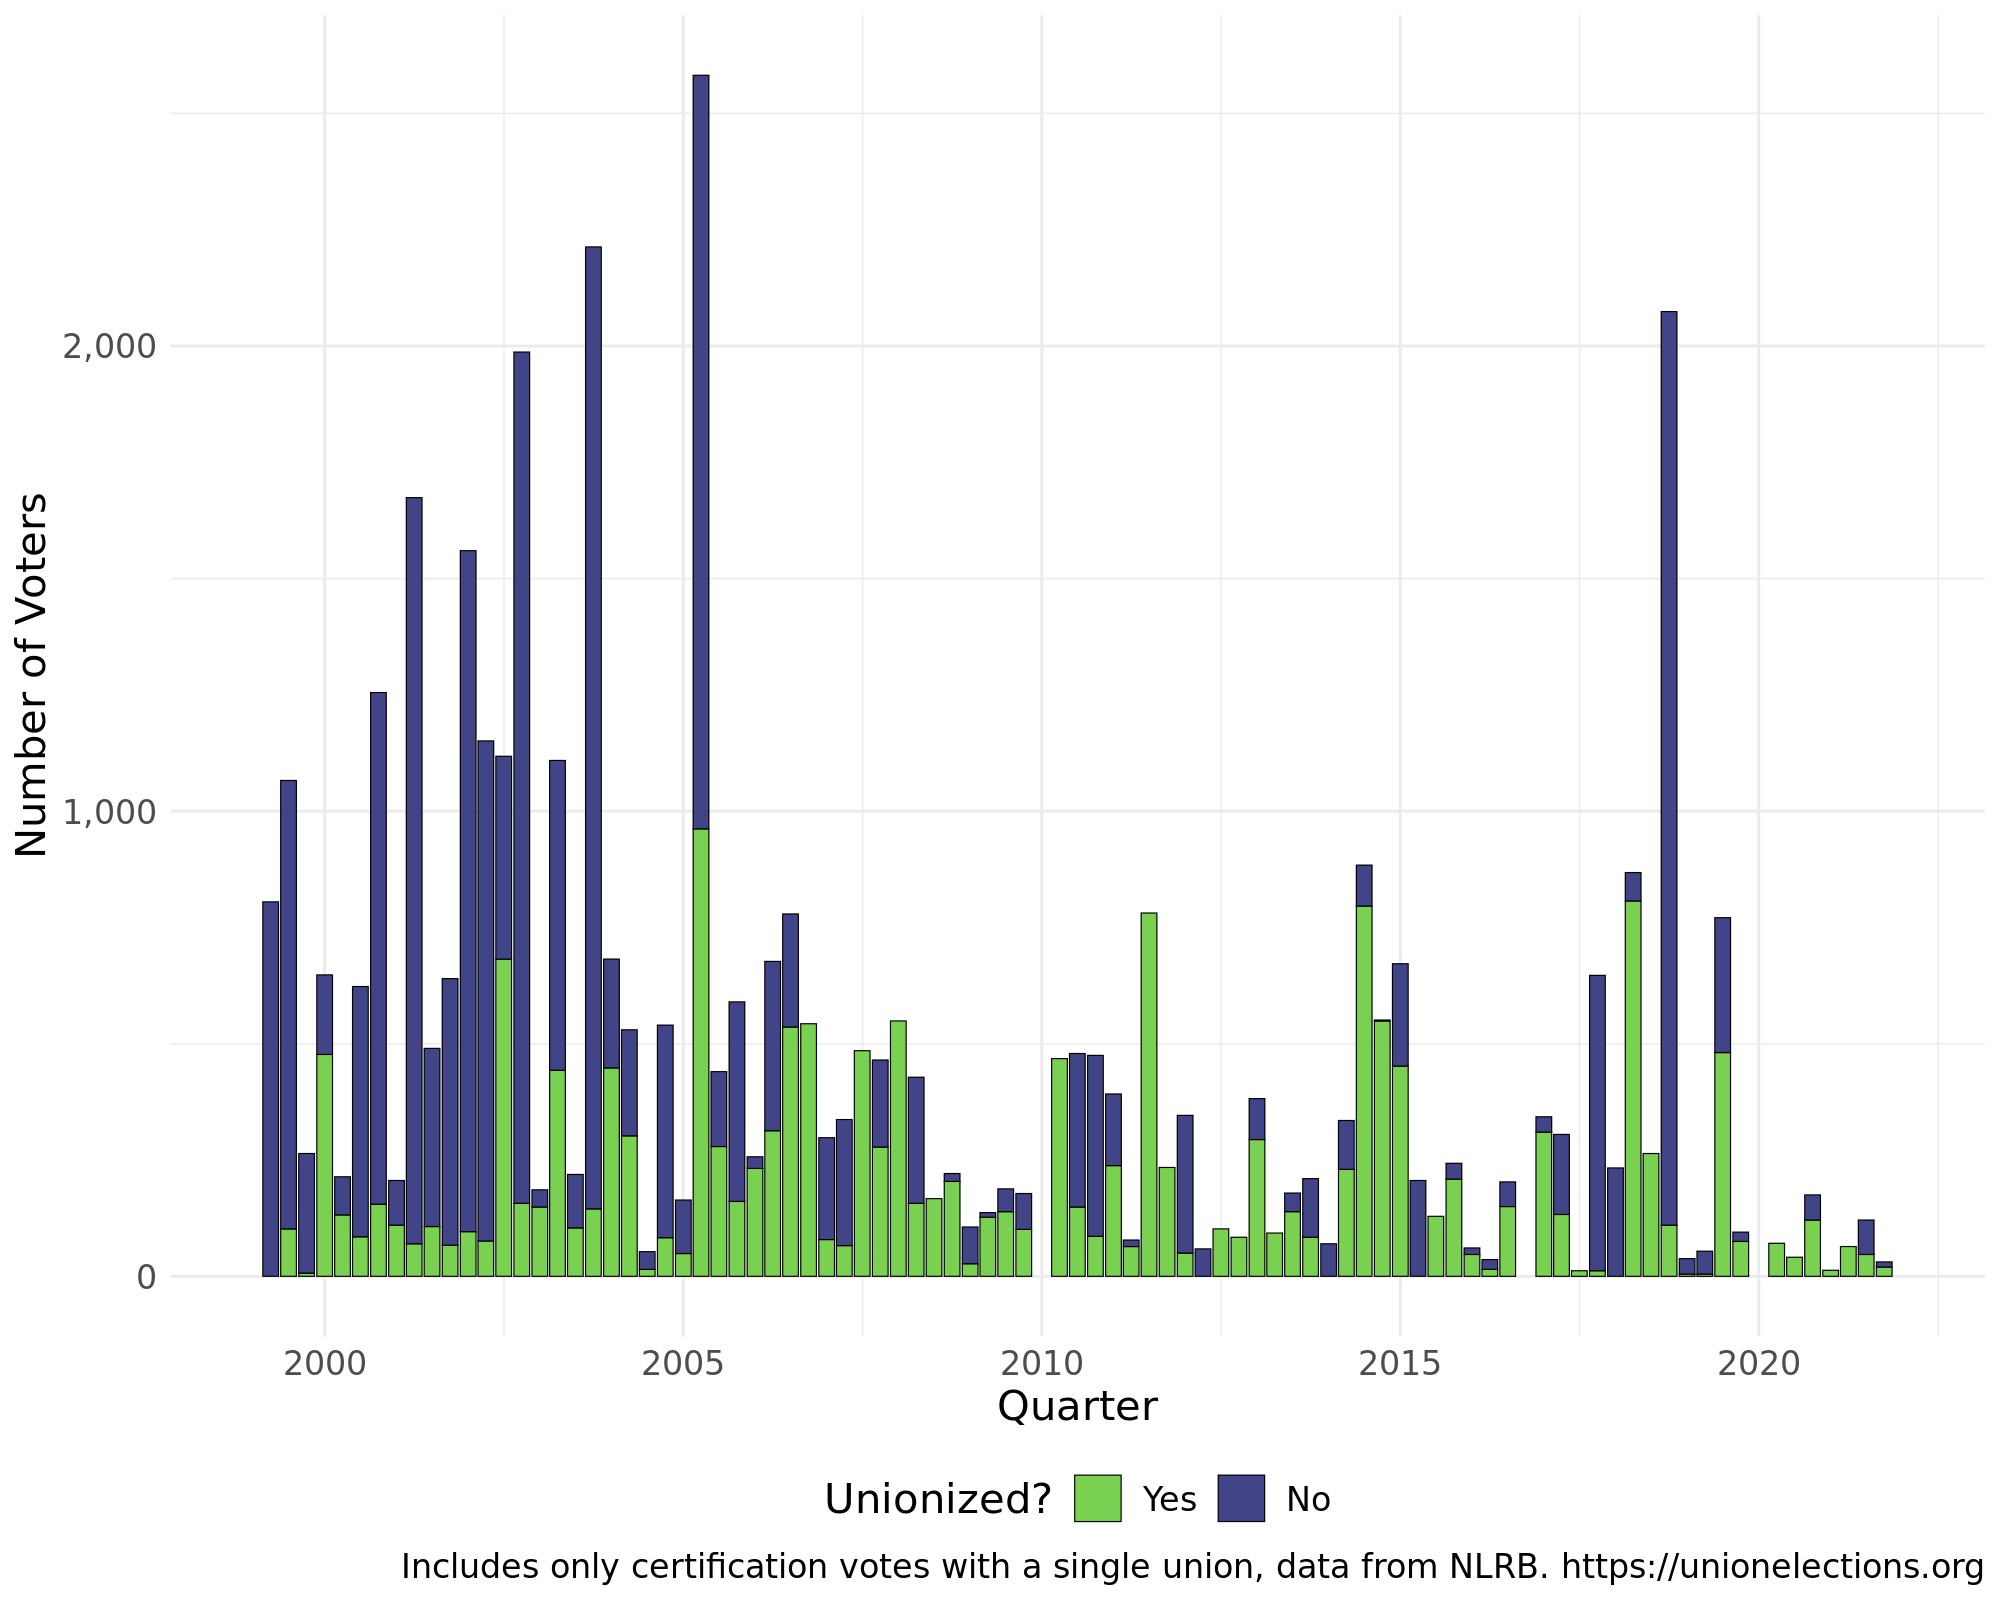 Number of Voters
2,000
1,000
0
2000 2005 2010 2015 2020
Quarter
Unionized? Yes No
Includes only certification votes with a single union, data from NLRB. https://unionelections.org